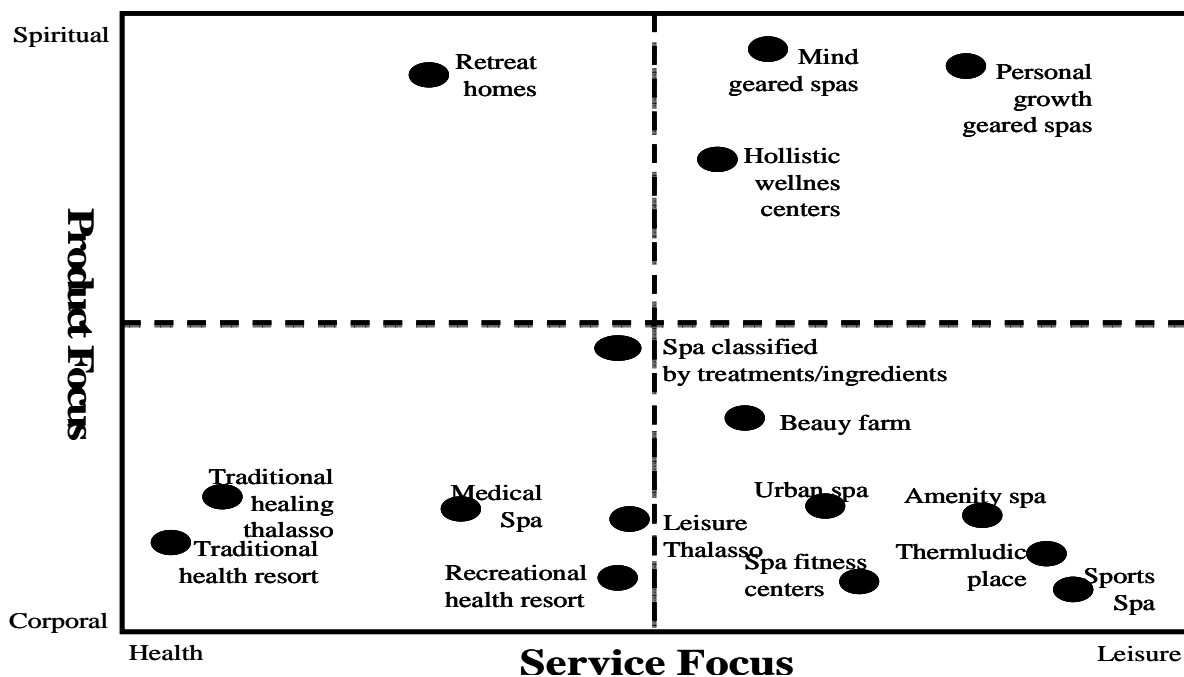 Spiritual
Retreat
homes
Mind
geared spas
Personal
growth
geared spas
Hollistic
wellnes
centers
Product Focus
Spa classified
by treatments/ingredients
Beauy farm
Traditional
healing
thalasso
Traditional
health resort
Medical
Spa
Leisure
Thalasso
Recreational
health resort
Urban spa
Amenity spa
Spa fitness
centers
Thermludic
place
Sports
Spa
Corporal
Health
Service Focus
Leisure